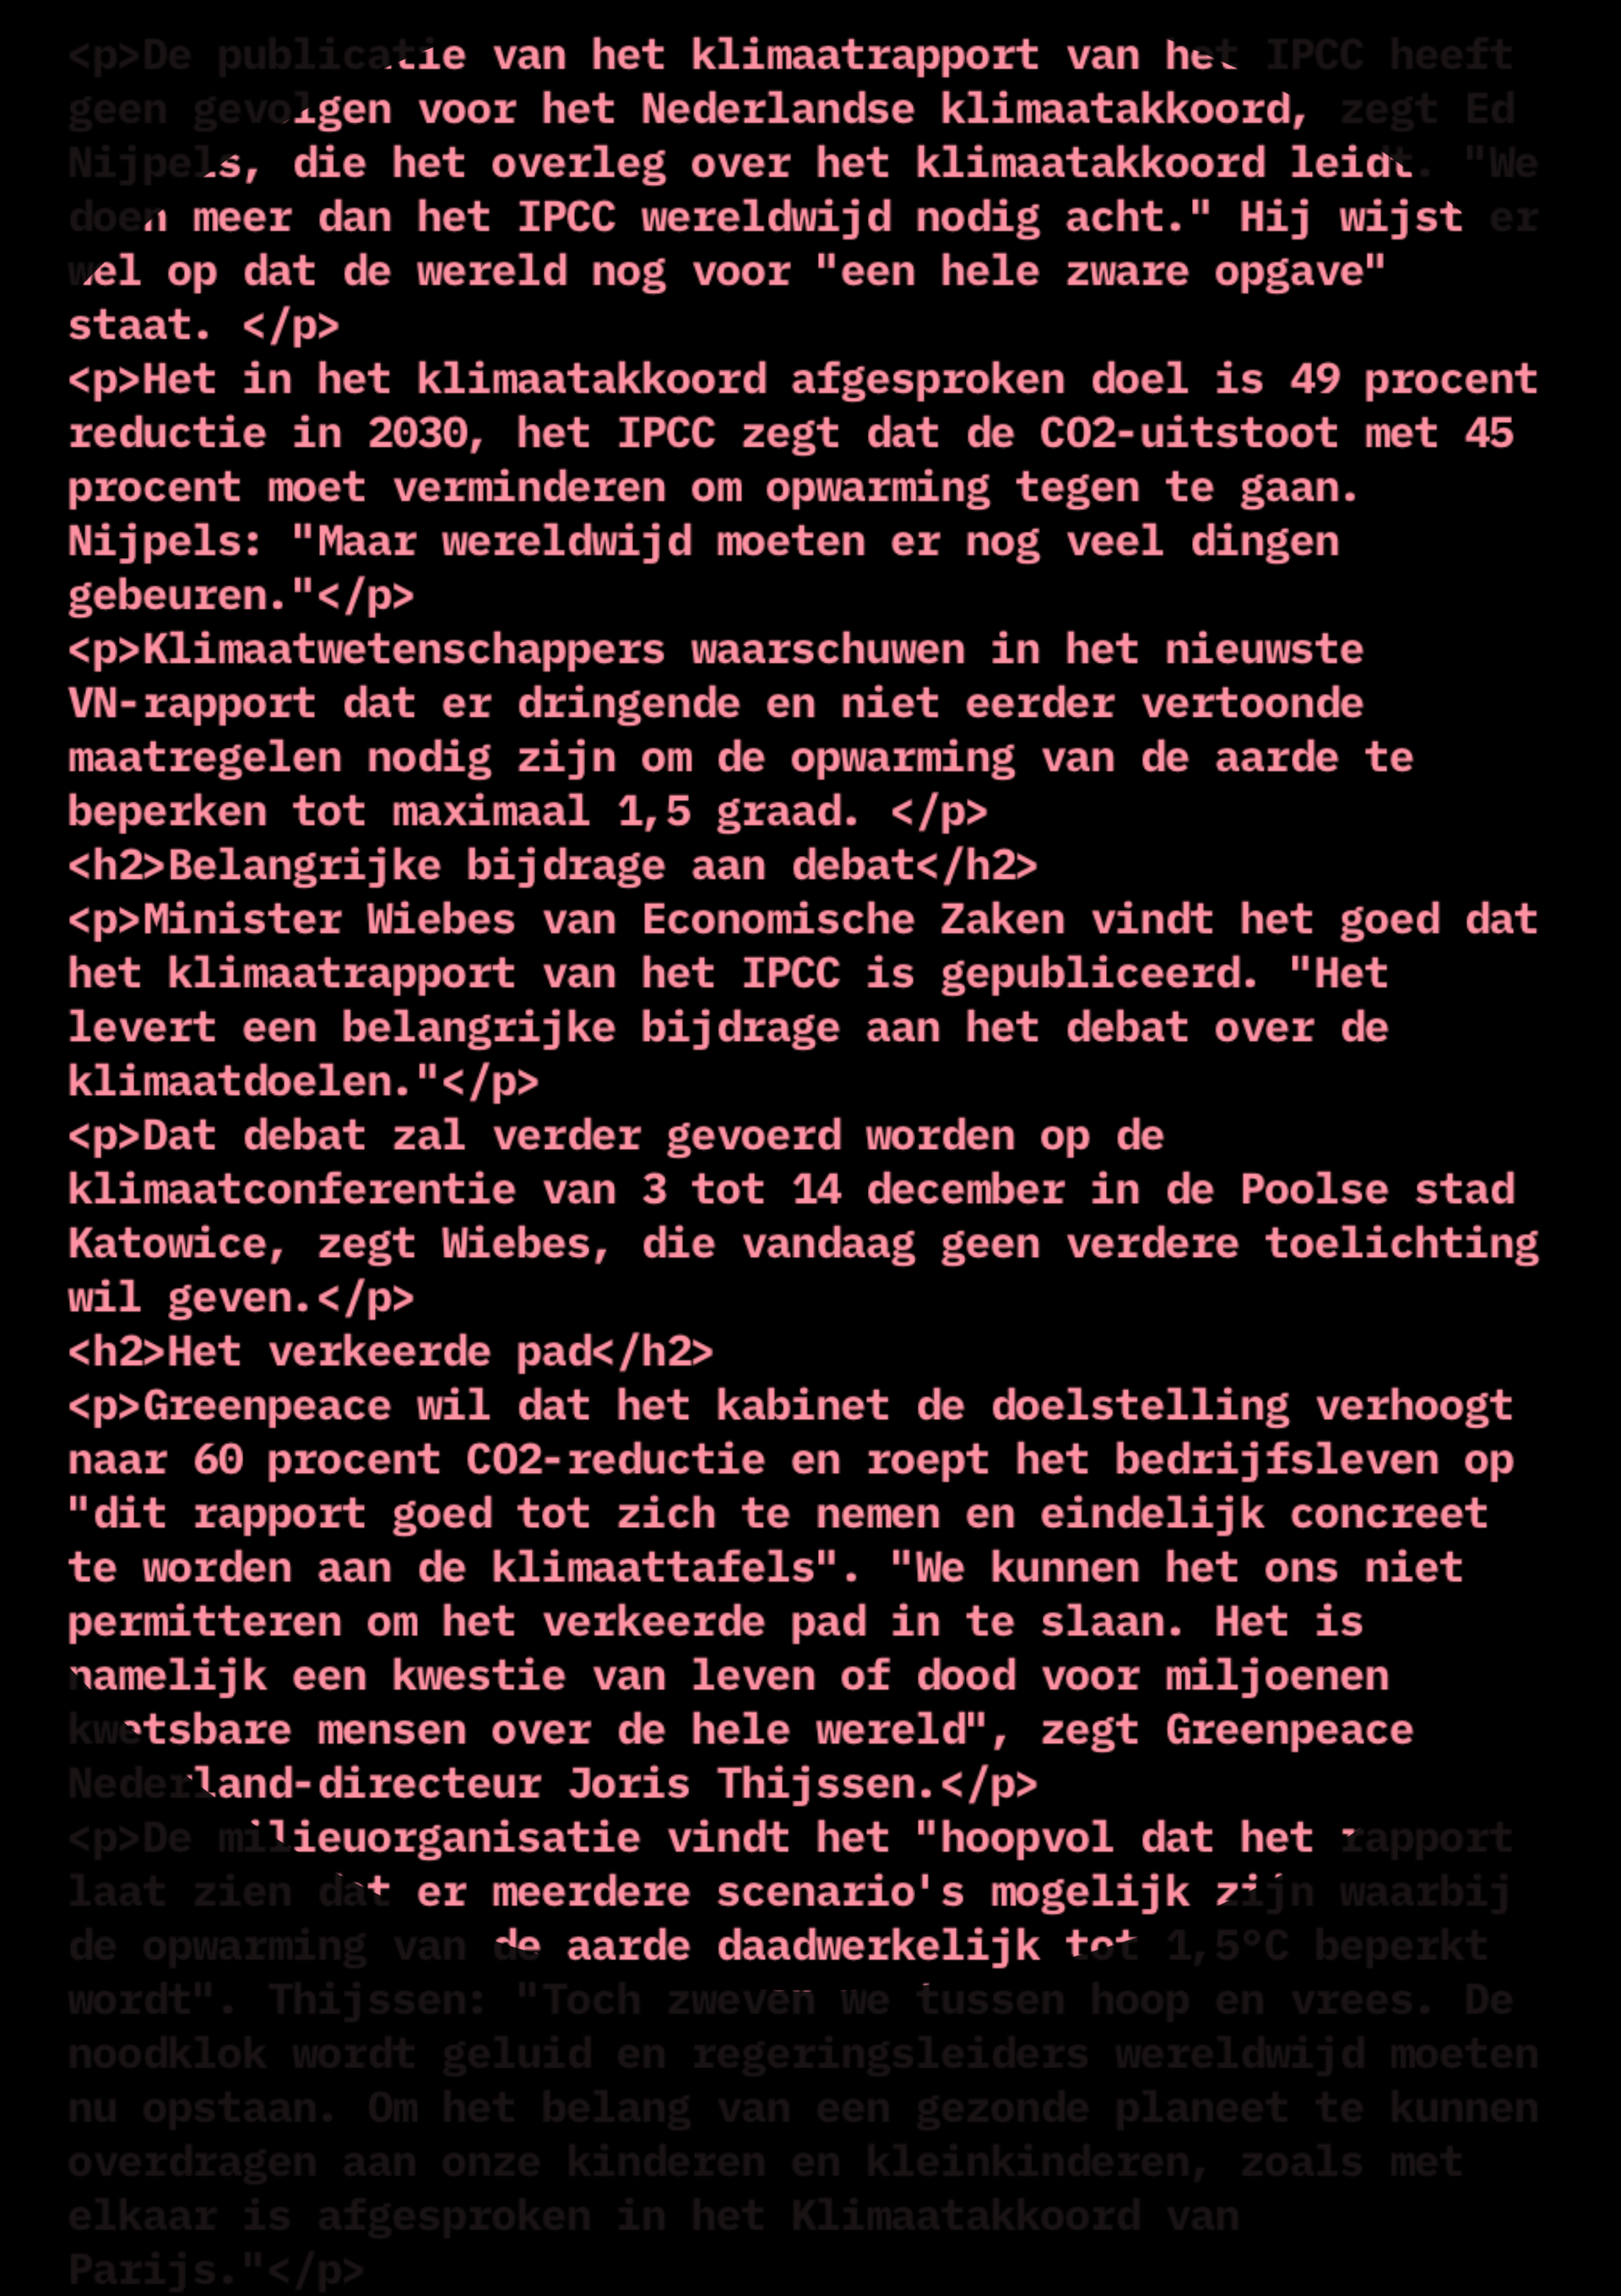 <p>De publicatie van het klimaatrapport van het IPCC heeft
geen gevolgen voor het Nederlandse klimaatakkoord, zegt Ed
Nijpels, die het overleg over het klimaatakkoord leidt. "We
doen meer dan het IPCC wereldwijd nodig acht." Hij wijst er
wel op dat de wereld nog voor "een hele zware opgave"
staat. </p>
<p>Het in het klimaatakkoord afgesproken doel is 49 procent
reductie in 2030, het IPCC zegt dat de CO2-uitstoot met 45
procent moet verminderen om opwarming tegen te gaan.
Nijpels: "Maar wereldwijd moeten er nog veel dingen
gebeuren."</p>
<p>Klimaatwetenschappers waarschuwen in het nieuwste
VN-rapport dat er dringende en niet eerder vertoonde
maatregelen nodig zijn om de opwarming van de aarde te
beperken tot maximaal 1,5 graad. </p>
<h2>Belangrijke bijdrage aan debat</h2>
<p>Minister Wiebes van Economische Zaken vindt het goed dat
het klimaatrapport van het IPCC is gepubliceerd. "Het
levert een belangrijke bijdrage aan het debat over de
klimaatdoelen."</p>
<p>Dat debat zal verder gevoerd worden op de
klimaatconferentie van 3 tot 14 december in de Poolse stad
Katowice, zegt Wiebes, die vandaag geen verdere toelichting
wil geven.</p>
<h2>Het verkeerde pad</h2>
<p>Greenpeace wil dat het kabinet de doelstelling verhoogt
naar 60 procent CO2-reductie en roept het bedrijfsleven op
"dit rapport goed tot zich te nemen en eindelijk concreet
te worden aan de klimaattafels". "We kunnen het ons niet
permitteren om het verkeerde pad in te slaan. Het is
namelijk een kwestie van leven of dood voor miljoenen
kwetsbare mensen over de hele wereld", zegt Greenpeace
Nederland-directeur Joris Thijssen.</p>
<p>De milieuorganisatie vindt het "hoopvol dat het rapport
laat zien dat er meerdere scenario's mogelijk zijn waarbij
de opwarming van de aarde daadwerkelijk tot 1,5°C beperkt
wordt". Thijssen: "Toch zweven we tussen hoop en vrees. De
noodklok wordt geluid en regeringsleiders wereldwijd moeten
nu opstaan. Om het belang van een gezonde planeet te kunnen
overdragen aan onze kinderen en kleinkinderen, zoals met
elkaar is afgesproken in het Klimaatakkoord van
Parijs."</p>